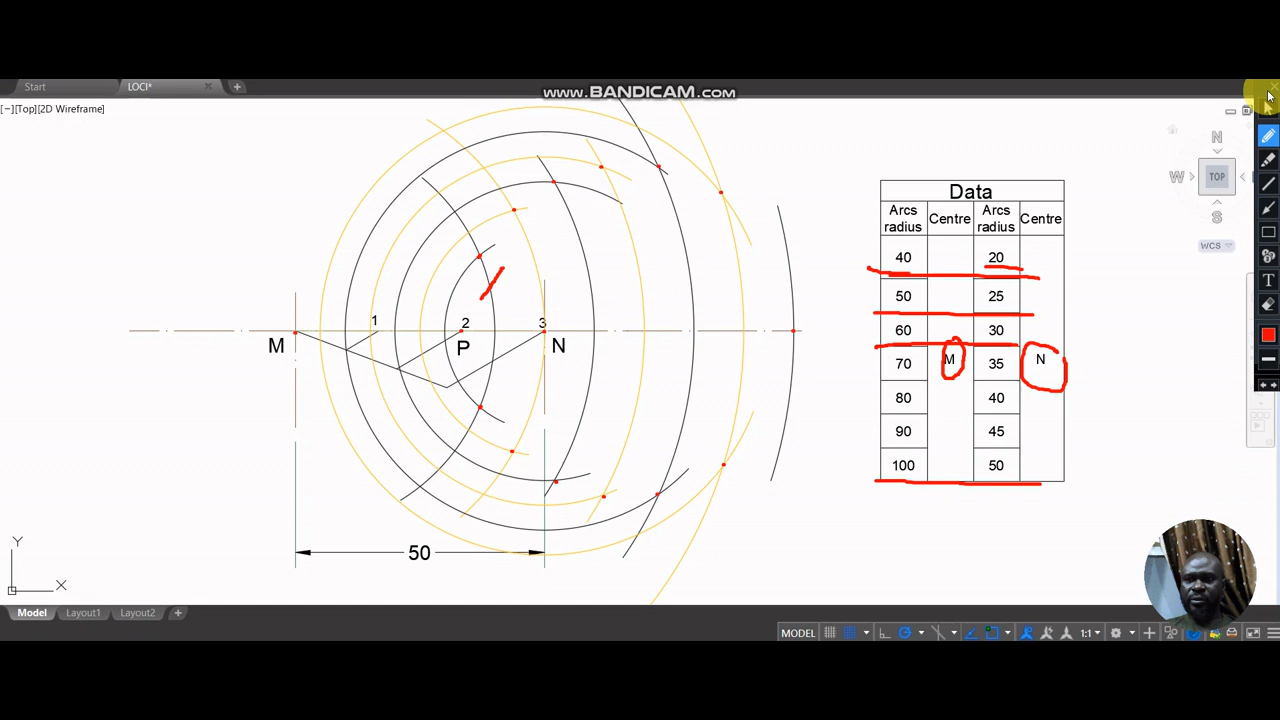 www.BANDICAM.com
Start
LOCI*
[−][Top][2D Wireframe]
N
W
TOP
S
WCS
T
Data
Arcs radius Centre Arcs radius Centre
40 20
50 25
60 30
70 M 35 N
80 40
90 45
100 50
1
2
3
M
P
N
50
Y
X
Model
Layout1
Layout2
MODEL
1:1